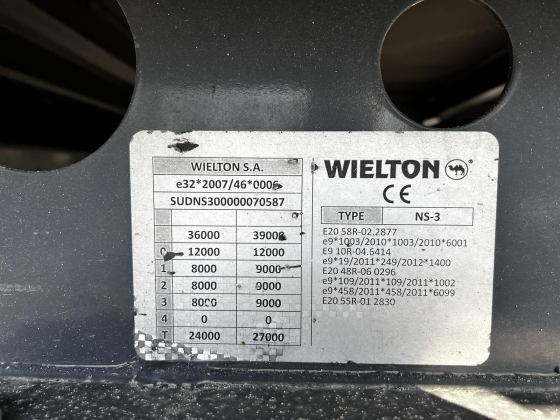 WIELTON S.A.
e32*2007/46*0006
SUDNS300000070587
36000 39000
0 12000 12000
1 8000 9000
2 8000 9000
3 8000 9000
4 0 0
T 24000 27000
WIELTON
CE
TYPE NS-3
E20 58R-02.2877
e9*1003/2010*1003/2010*6001
E9 10R-04.6414
e9*19/2011*249/2012*1400
E20 48R-06 0296
e9*109/2011*109/2011*1002
e9*458/2011*458/2011*6099
E20 55R-01 2830